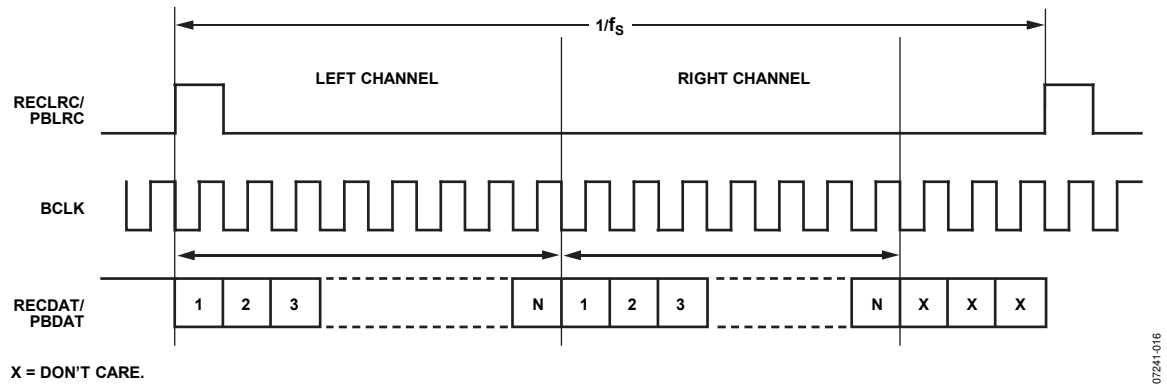 1/fS
LEFT CHANNEL
RIGHT CHANNEL
RECLRC/
PBLRC
BCLK
RECDAT/
PBDAT
1 2 3 N 1 2 3 N X X X
X = DON'T CARE.
07241-016